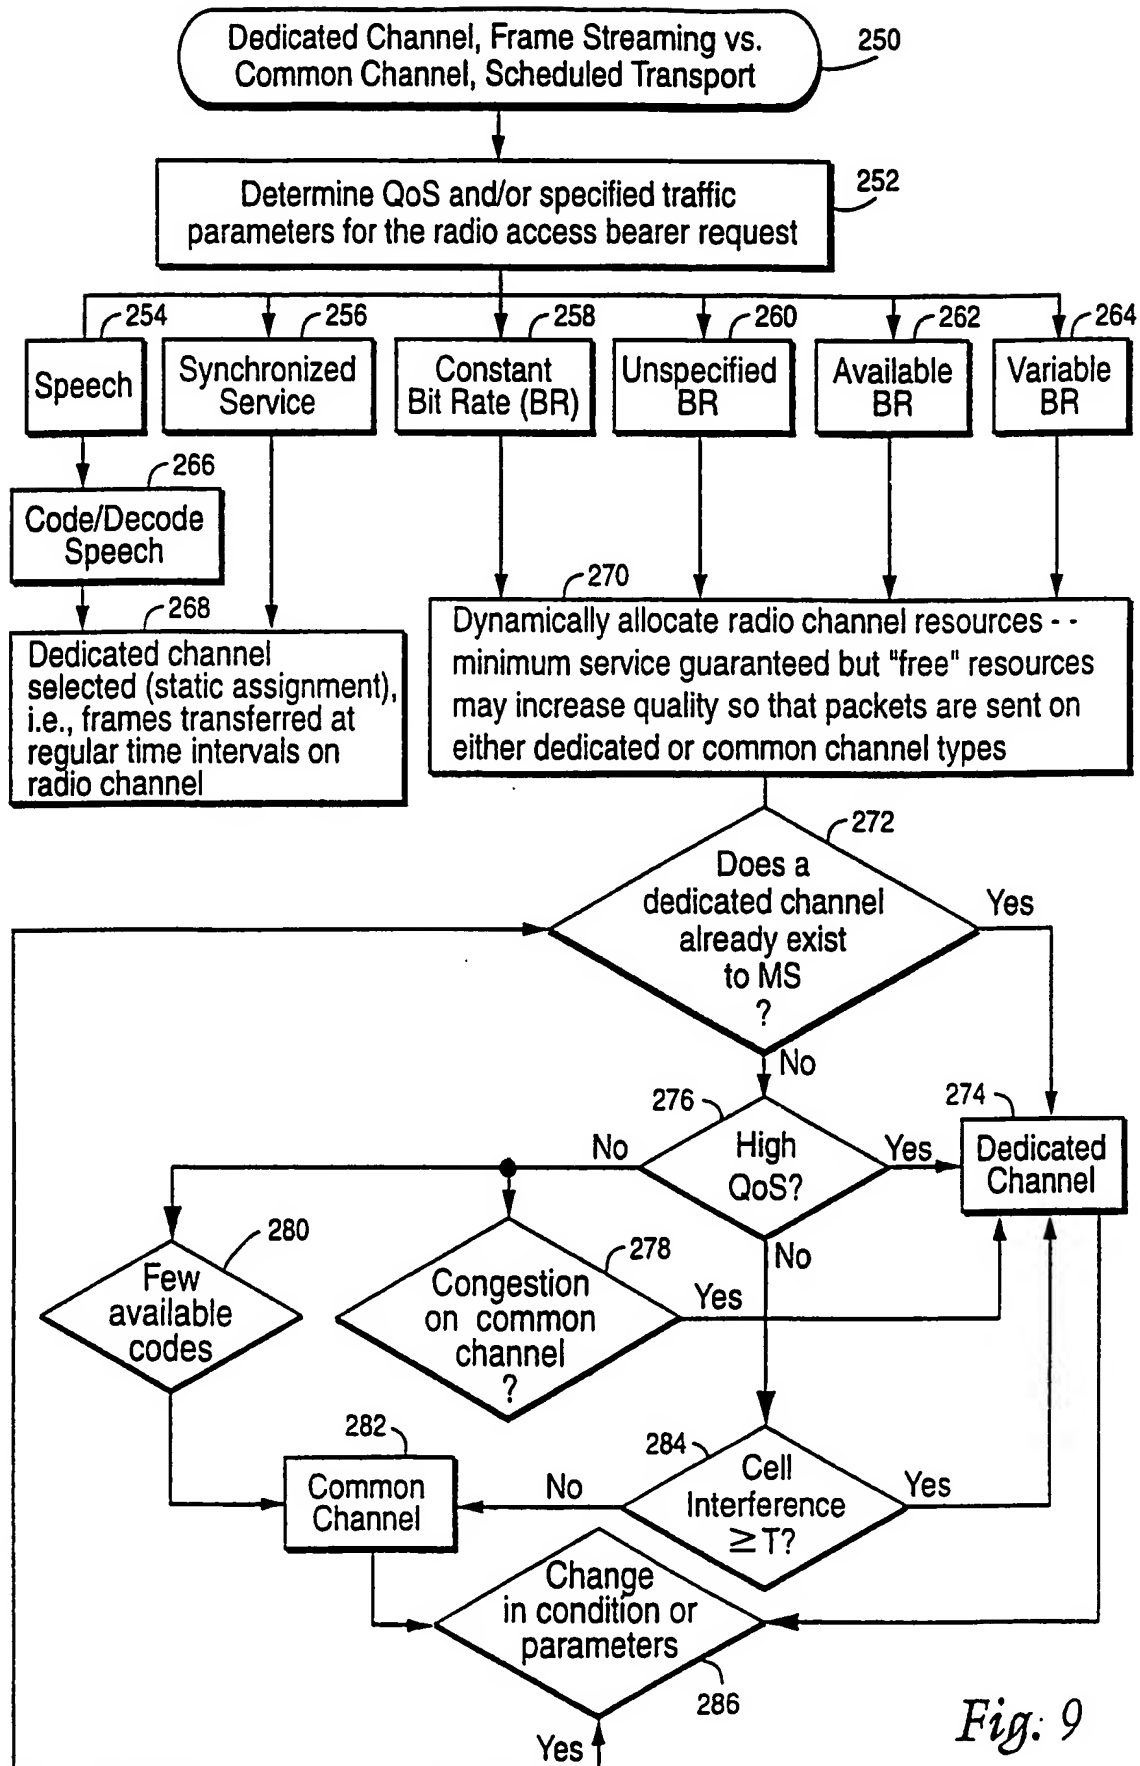 Dedicated Channel, Frame Streaming vs.
Common Channel, Scheduled Transport
250
Determine QoS and/or specified traffic
parameters for the radio access bearer request
252
254
256
258
260
262
264
Speech
Synchronized
Service
Constant
Bit Rate (BR)
Unspecified
BR
Available
BR
Variable
BR
266
Code/Decode
Speech
268
Dedicated channel
selected (static assignment),
i.e., frames transferred at
regular time intervals on
radio channel
270
Dynamically allocate radio channel resources - -
minimum service guaranteed but "free" resources
may increase quality so that packets are sent on
either dedicated or common channel types
272
Does a
dedicated channel
already exist
to MS
?
Yes
No
276
High
QoS?
No
Yes
No
274
Dedicated
Channel
280
Few
available
codes
278
Congestion
on common
channel
?
Yes
282
Common
Channel
284
Cell
Interference
≥T?
No
Yes
Change
in condition or
parameters
286
Yes
Fig. 9